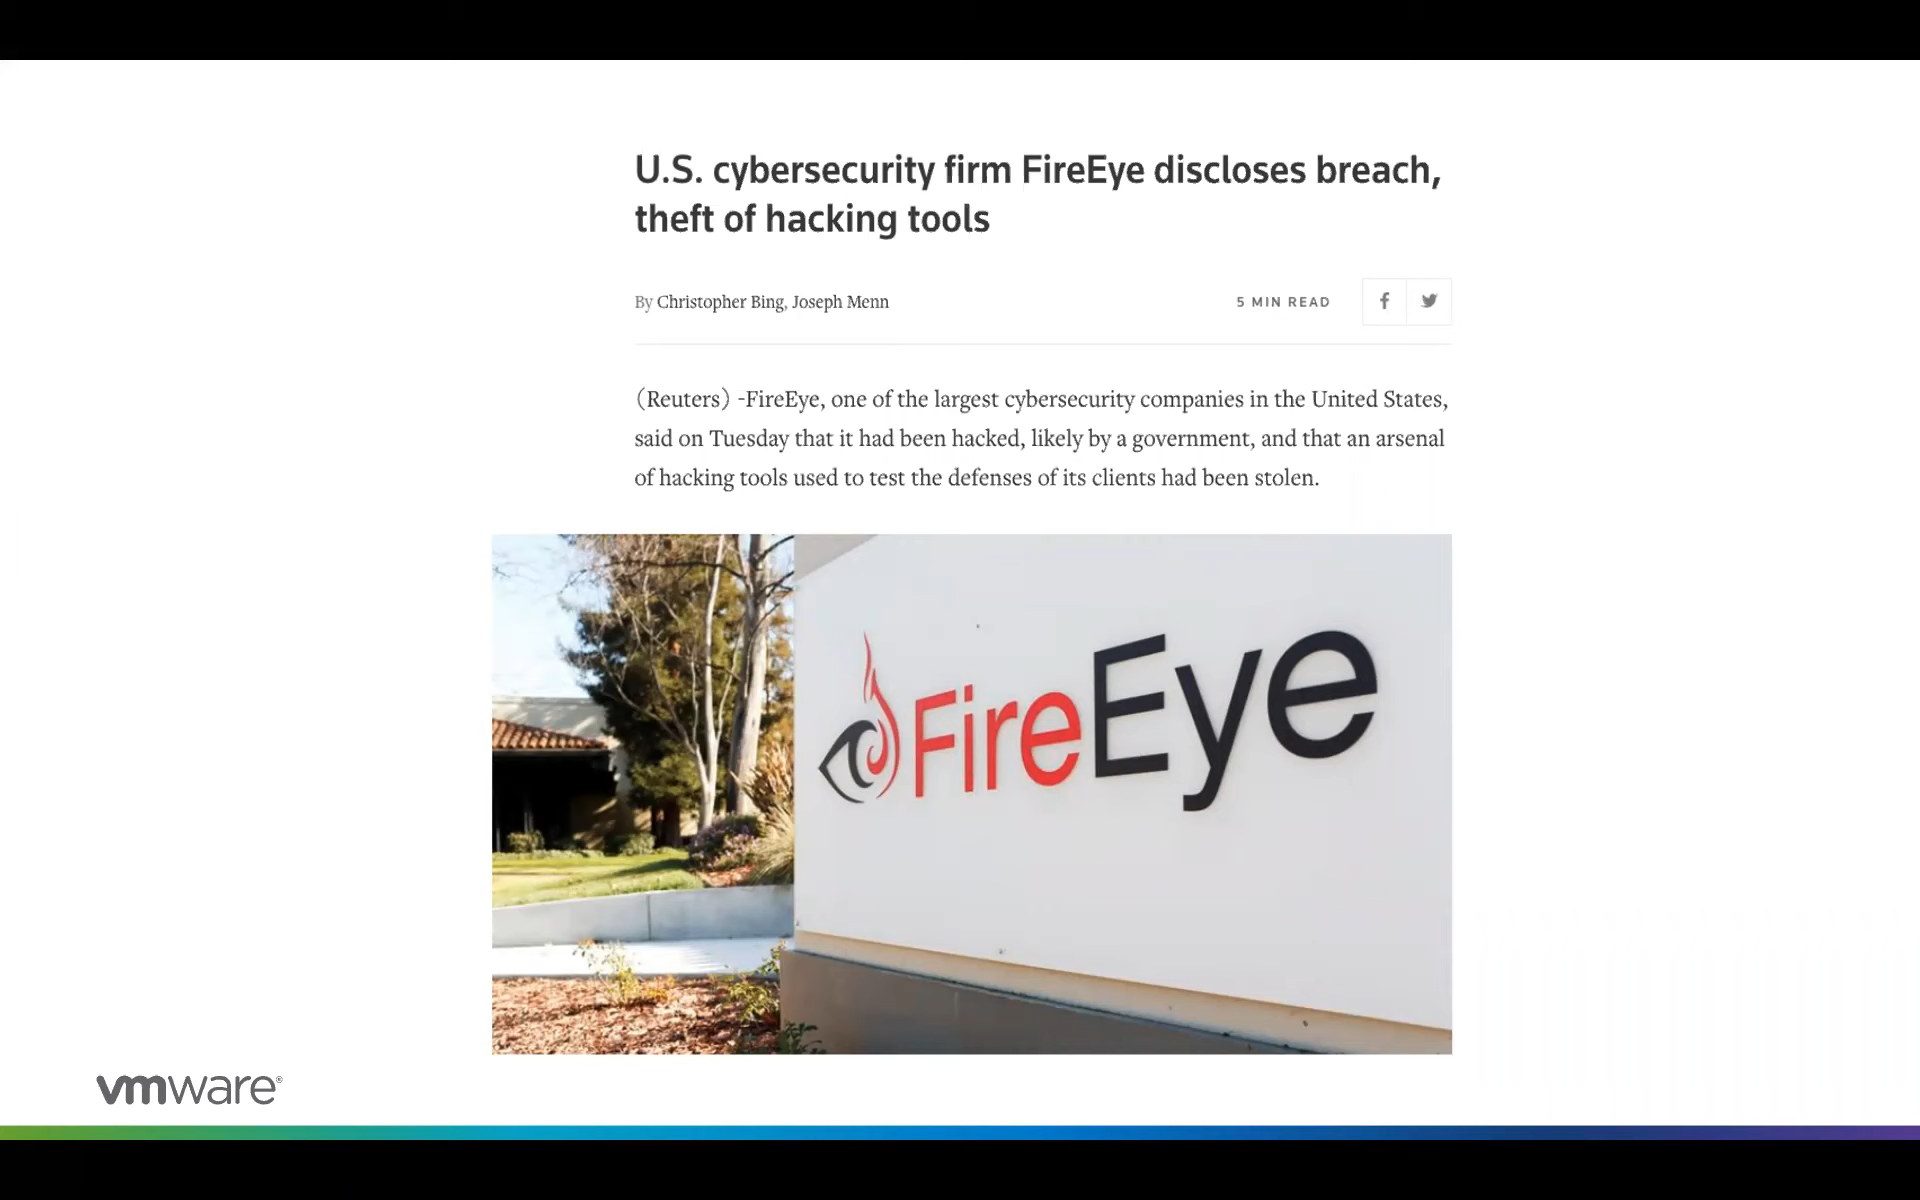 U.S. cybersecurity firm FireEye discloses breach,
theft of hacking tools
By Christopher Bing, Joseph Menn
5 MIN READ
(Reuters) -FireEye, one of the largest cybersecurity companies in the United States,
said on Tuesday that it had been hacked, likely by a government, and that an arsenal
of hacking tools used to test the defenses of its clients had been stolen.
FireEye
vmware®